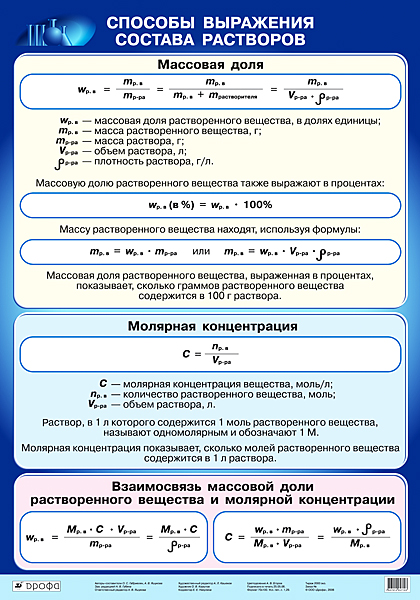 СПОСОБЫ ВЫРАЖЕНИЯ
СОСТАВА РАСТВОРОВ
Массовая доля
wр. в = mр. в / mр-ра = mр. в / (mр. в + mрастворителя) = mр. в / (Vр-ра · ρр-ра)
wр. в — массовая доля растворенного вещества, в долях единицы;
mр. в — масса растворенного вещества, г;
mр-ра — масса раствора, г;
Vр-ра — объем раствора, л;
ρр-ра — плотность раствора, г/л.
Массовую долю растворенного вещества также выражают в процентах:
wр. в (в %) = wр. в · 100%
Массу растворенного вещества находят, используя формулы:
mр. в = wр. в · mр-ра или mр. в = wр. в · Vр-ра · ρр-ра
Массовая доля растворенного вещества, выраженная в процентах,
показывает, сколько граммов растворенного вещества
содержится в 100 г раствора.
Молярная концентрация
C = nр. в / Vр-ра
C — молярная концентрация вещества, моль/л;
nр. в — количество растворенного вещества, моль;
Vр-ра — объем раствора, л.
Раствор, в 1 л которого содержится 1 моль растворенного вещества,
называют одномолярным и обозначают 1 М.
Молярная концентрация показывает, сколько молей растворенного вещества
содержится в 1 л раствора.
Взаимосвязь массовой доли
растворенного вещества и молярной концентрации
wр. в = Mр. в · C · Vр-ра / mр-ра = Mр. в · C / ρр-ра
C = wр. в · mр-ра / Mр. в · Vр-ра = wр. в · ρр-ра / Mр. в
дрофа